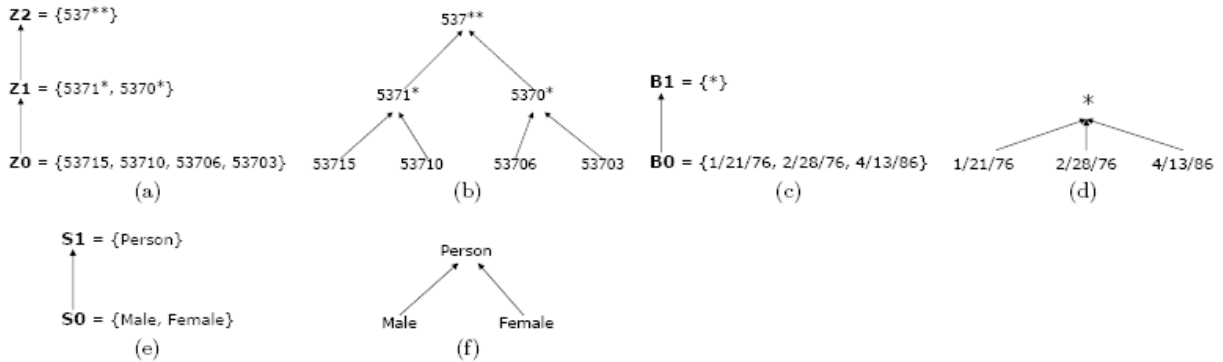 Z2 = {537**}
537**
Z1 = {5371*, 5370*}
5371*
5370*
B1 = {*}
*
Z0 = {53715, 53710, 53706, 53703}
53715
53710
53706
53703
B0 = {1/21/76, 2/28/76, 4/13/86}
1/21/76
2/28/76
4/13/86
(a)
(b)
(c)
(d)
S1 = {Person}
Person
S0 = {Male, Female}
Male
Female
(e)
(f)